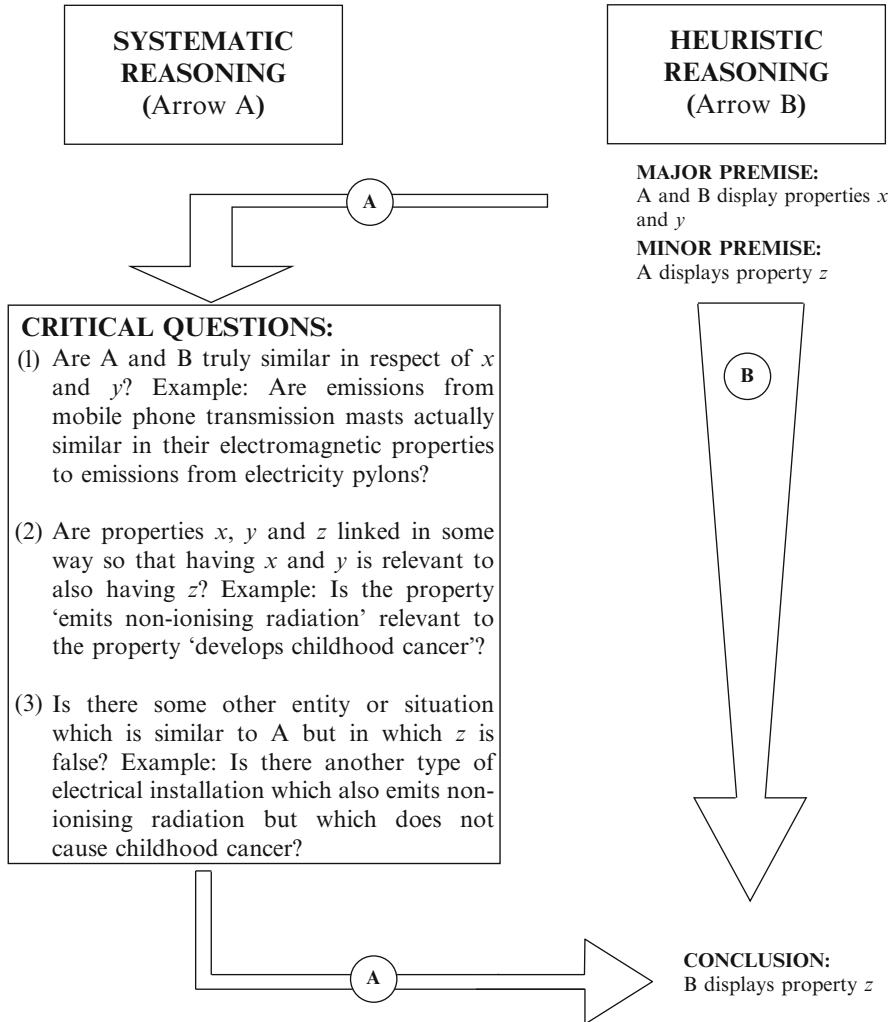 SYSTEMATIC
REASONING
(Arrow A)
HEURISTIC
REASONING
(Arrow B)
MAJOR PREMISE:
A and B display properties x
and y
MINOR PREMISE:
A displays property z
A
B
CRITICAL QUESTIONS:
(1) Are A and B truly similar in respect of x
and y? Example: Are emissions from
mobile phone transmission masts actually
similar in their electromagnetic properties
to emissions from electricity pylons?
(2) Are properties x, y and z linked in some
way so that having x and y is relevant to
also having z? Example: Is the property
‘emits non-ionising radiation’ relevant to
the property ‘develops childhood cancer’?
(3) Is there some other entity or situation
which is similar to A but in which z is
false? Example: Is there another type of
electrical installation which also emits non-
ionising radiation but which does not
cause childhood cancer?
A
CONCLUSION:
B displays property z